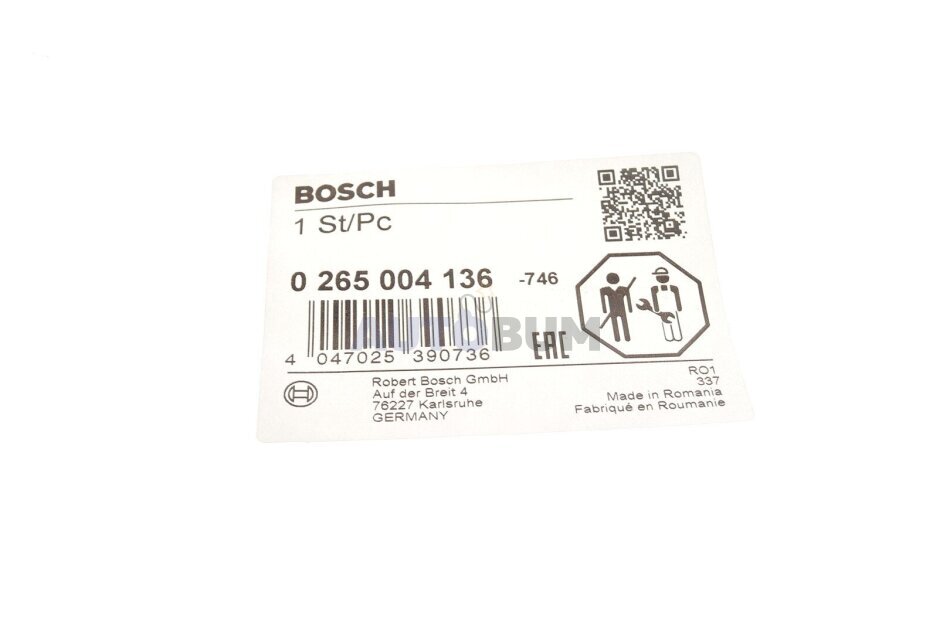 BOSCH
1 St/Pc
0 265 004 136 -746
AUTOBUM
4 047025 390736
EAC
Robert Bosch GmbH
Auf der Breit 4
76227 Karlsruhe
GERMANY
RO1
337
Made in Romania
Fabriqué en Roumanie